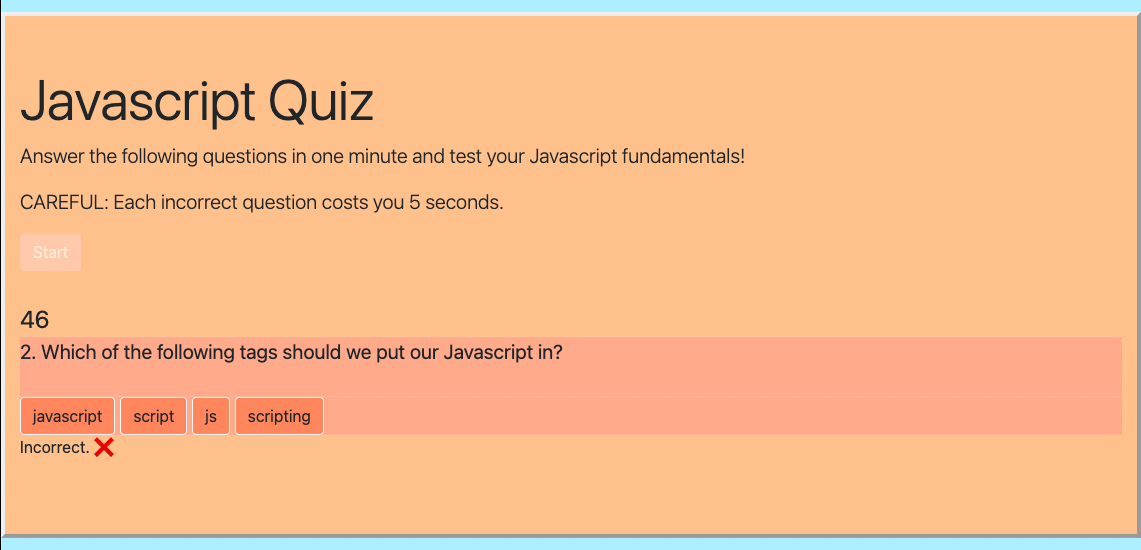 Javascript Quiz
Answer the following questions in one minute and test your Javascript fundamentals!
CAREFUL: Each incorrect question costs you 5 seconds.
Start
46
2. Which of the following tags should we put our Javascript in?
javascript script js scripting
Incorrect. ❌